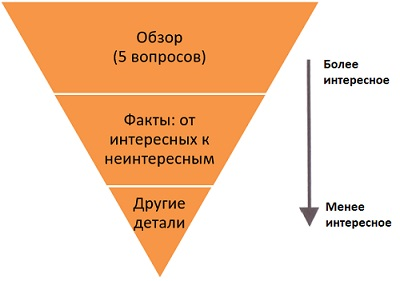 Обзор
(5 вопросов)
Более
интересное
Факты: от
интересных к
неинтересным
Другие
детали
Менее
интересное